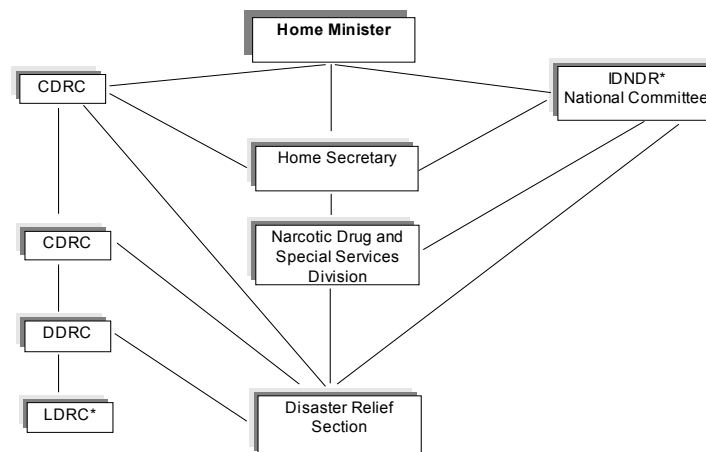 Home Minister
CDRC
IDNDR*
National Committee
Home Secretary
CDRC
Narcotic Drug and
Special Services
Division
DDRC
LDRC*
Disaster Relief
Section